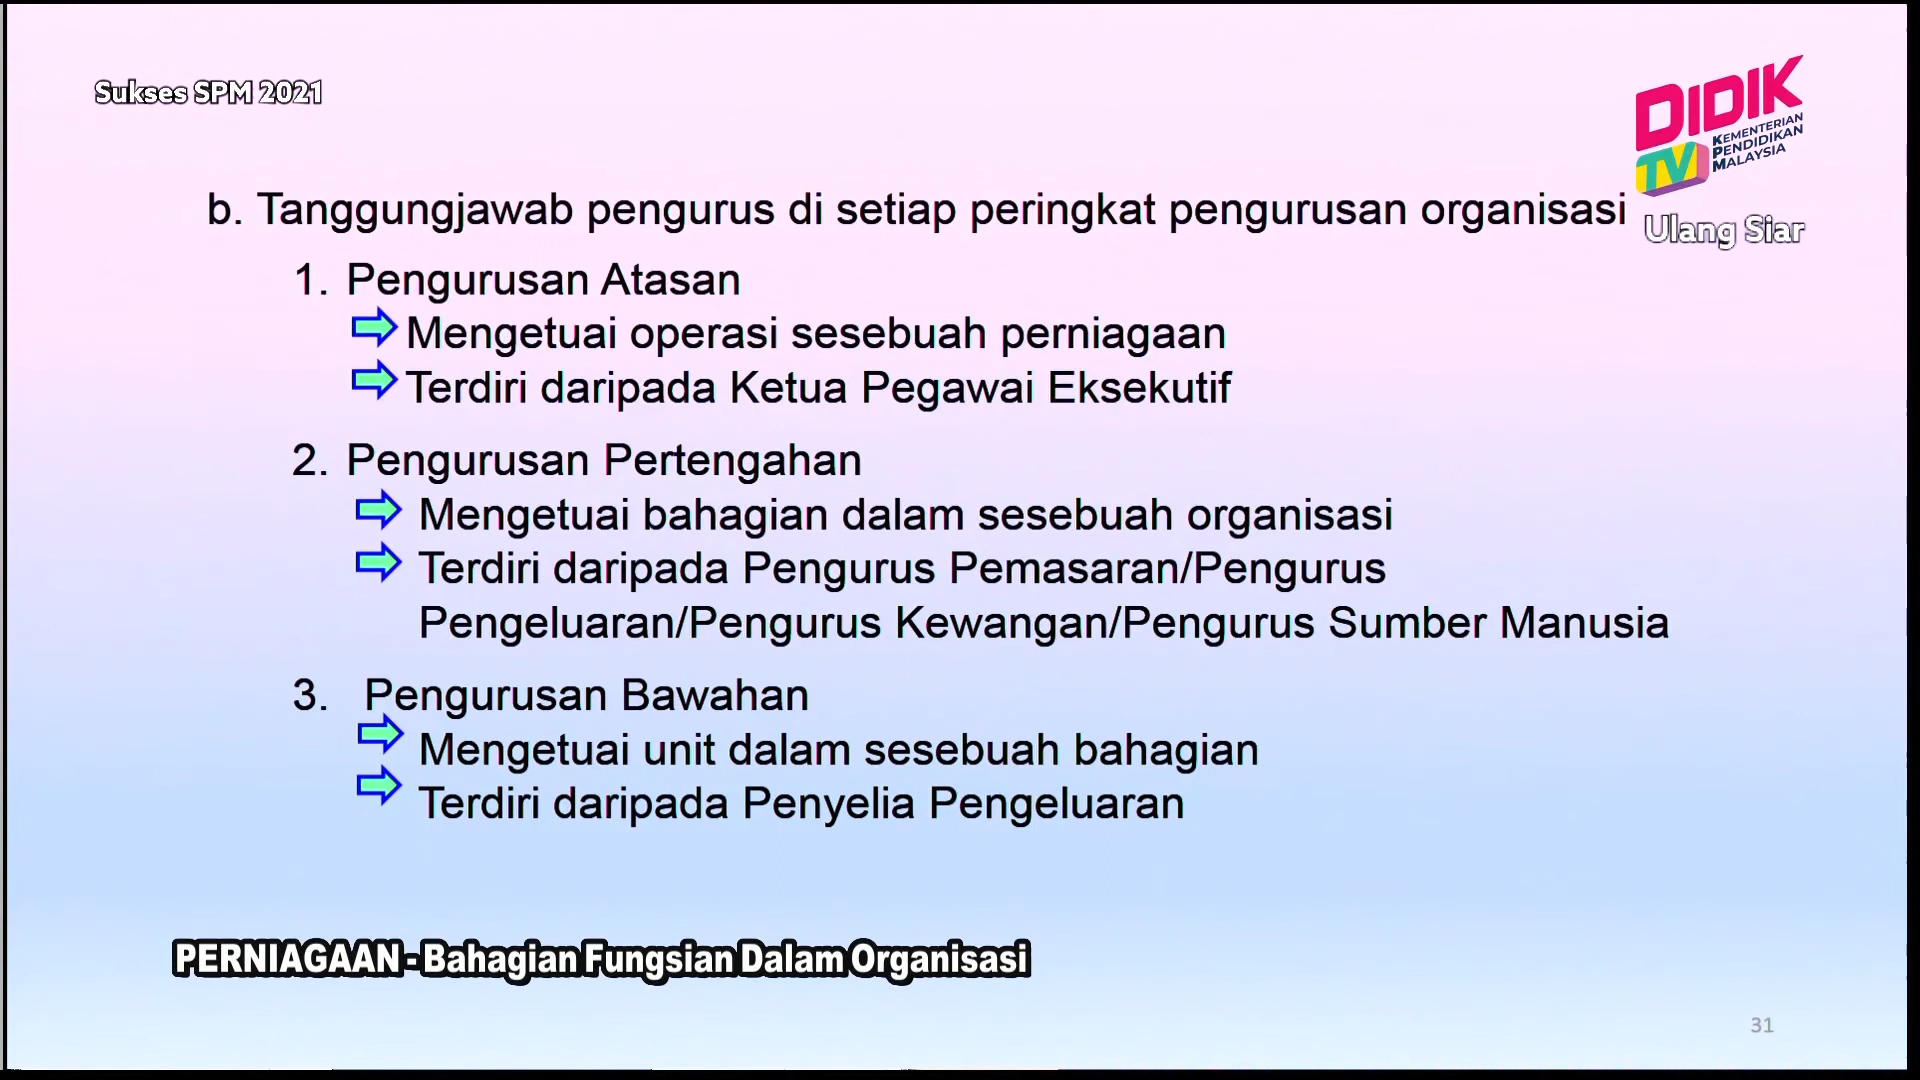 Sukses SPM 2021
DIDIK
TV
KEMENTERIAN
PENDIDIKAN
MALAYSIA
Ulang Siar
b. Tanggungjawab pengurus di setiap peringkat pengurusan organisasi
1. Pengurusan Atasan
Mengetuai operasi sesebuah perniagaan
Terdiri daripada Ketua Pegawai Eksekutif
2. Pengurusan Pertengahan
Mengetuai bahagian dalam sesebuah organisasi
Terdiri daripada Pengurus Pemasaran/Pengurus
Pengeluaran/Pengurus Kewangan/Pengurus Sumber Manusia
3. Pengurusan Bawahan
Mengetuai unit dalam sesebuah bahagian
Terdiri daripada Penyelia Pengeluaran
PERNIAGAAN - Bahagian Fungsian Dalam Organisasi
31